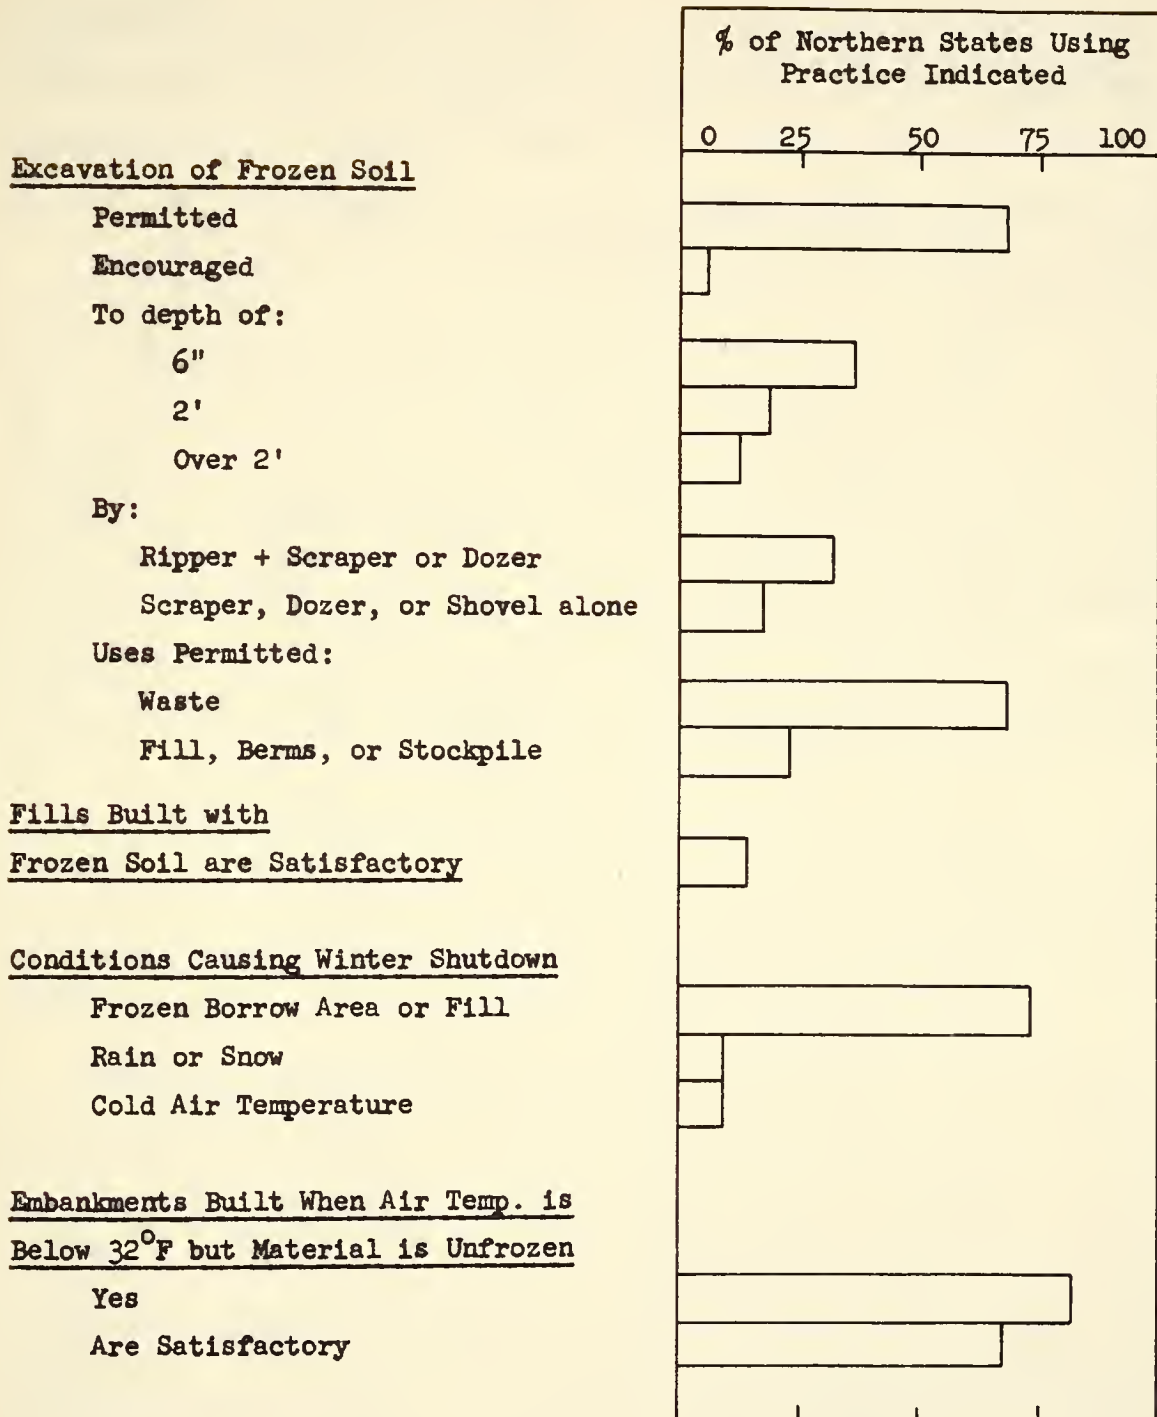 % of Northern States Using
Practice Indicated
0 25 50 75 100
Excavation of Frozen Soil
Permitted
Encouraged
To depth of:
6"
2'
Over 2'
By:
Ripper + Scraper or Dozer
Scraper, Dozer, or Shovel alone
Uses Permitted:
Waste
Fill, Berms, or Stockpile
Fills Built with
Frozen Soil are Satisfactory
Conditions Causing Winter Shutdown
Frozen Borrow Area or Fill
Rain or Snow
Cold Air Temperature
Embankments Built When Air Temp. is
Below 32°F but Material is Unfrozen
Yes
Are Satisfactory